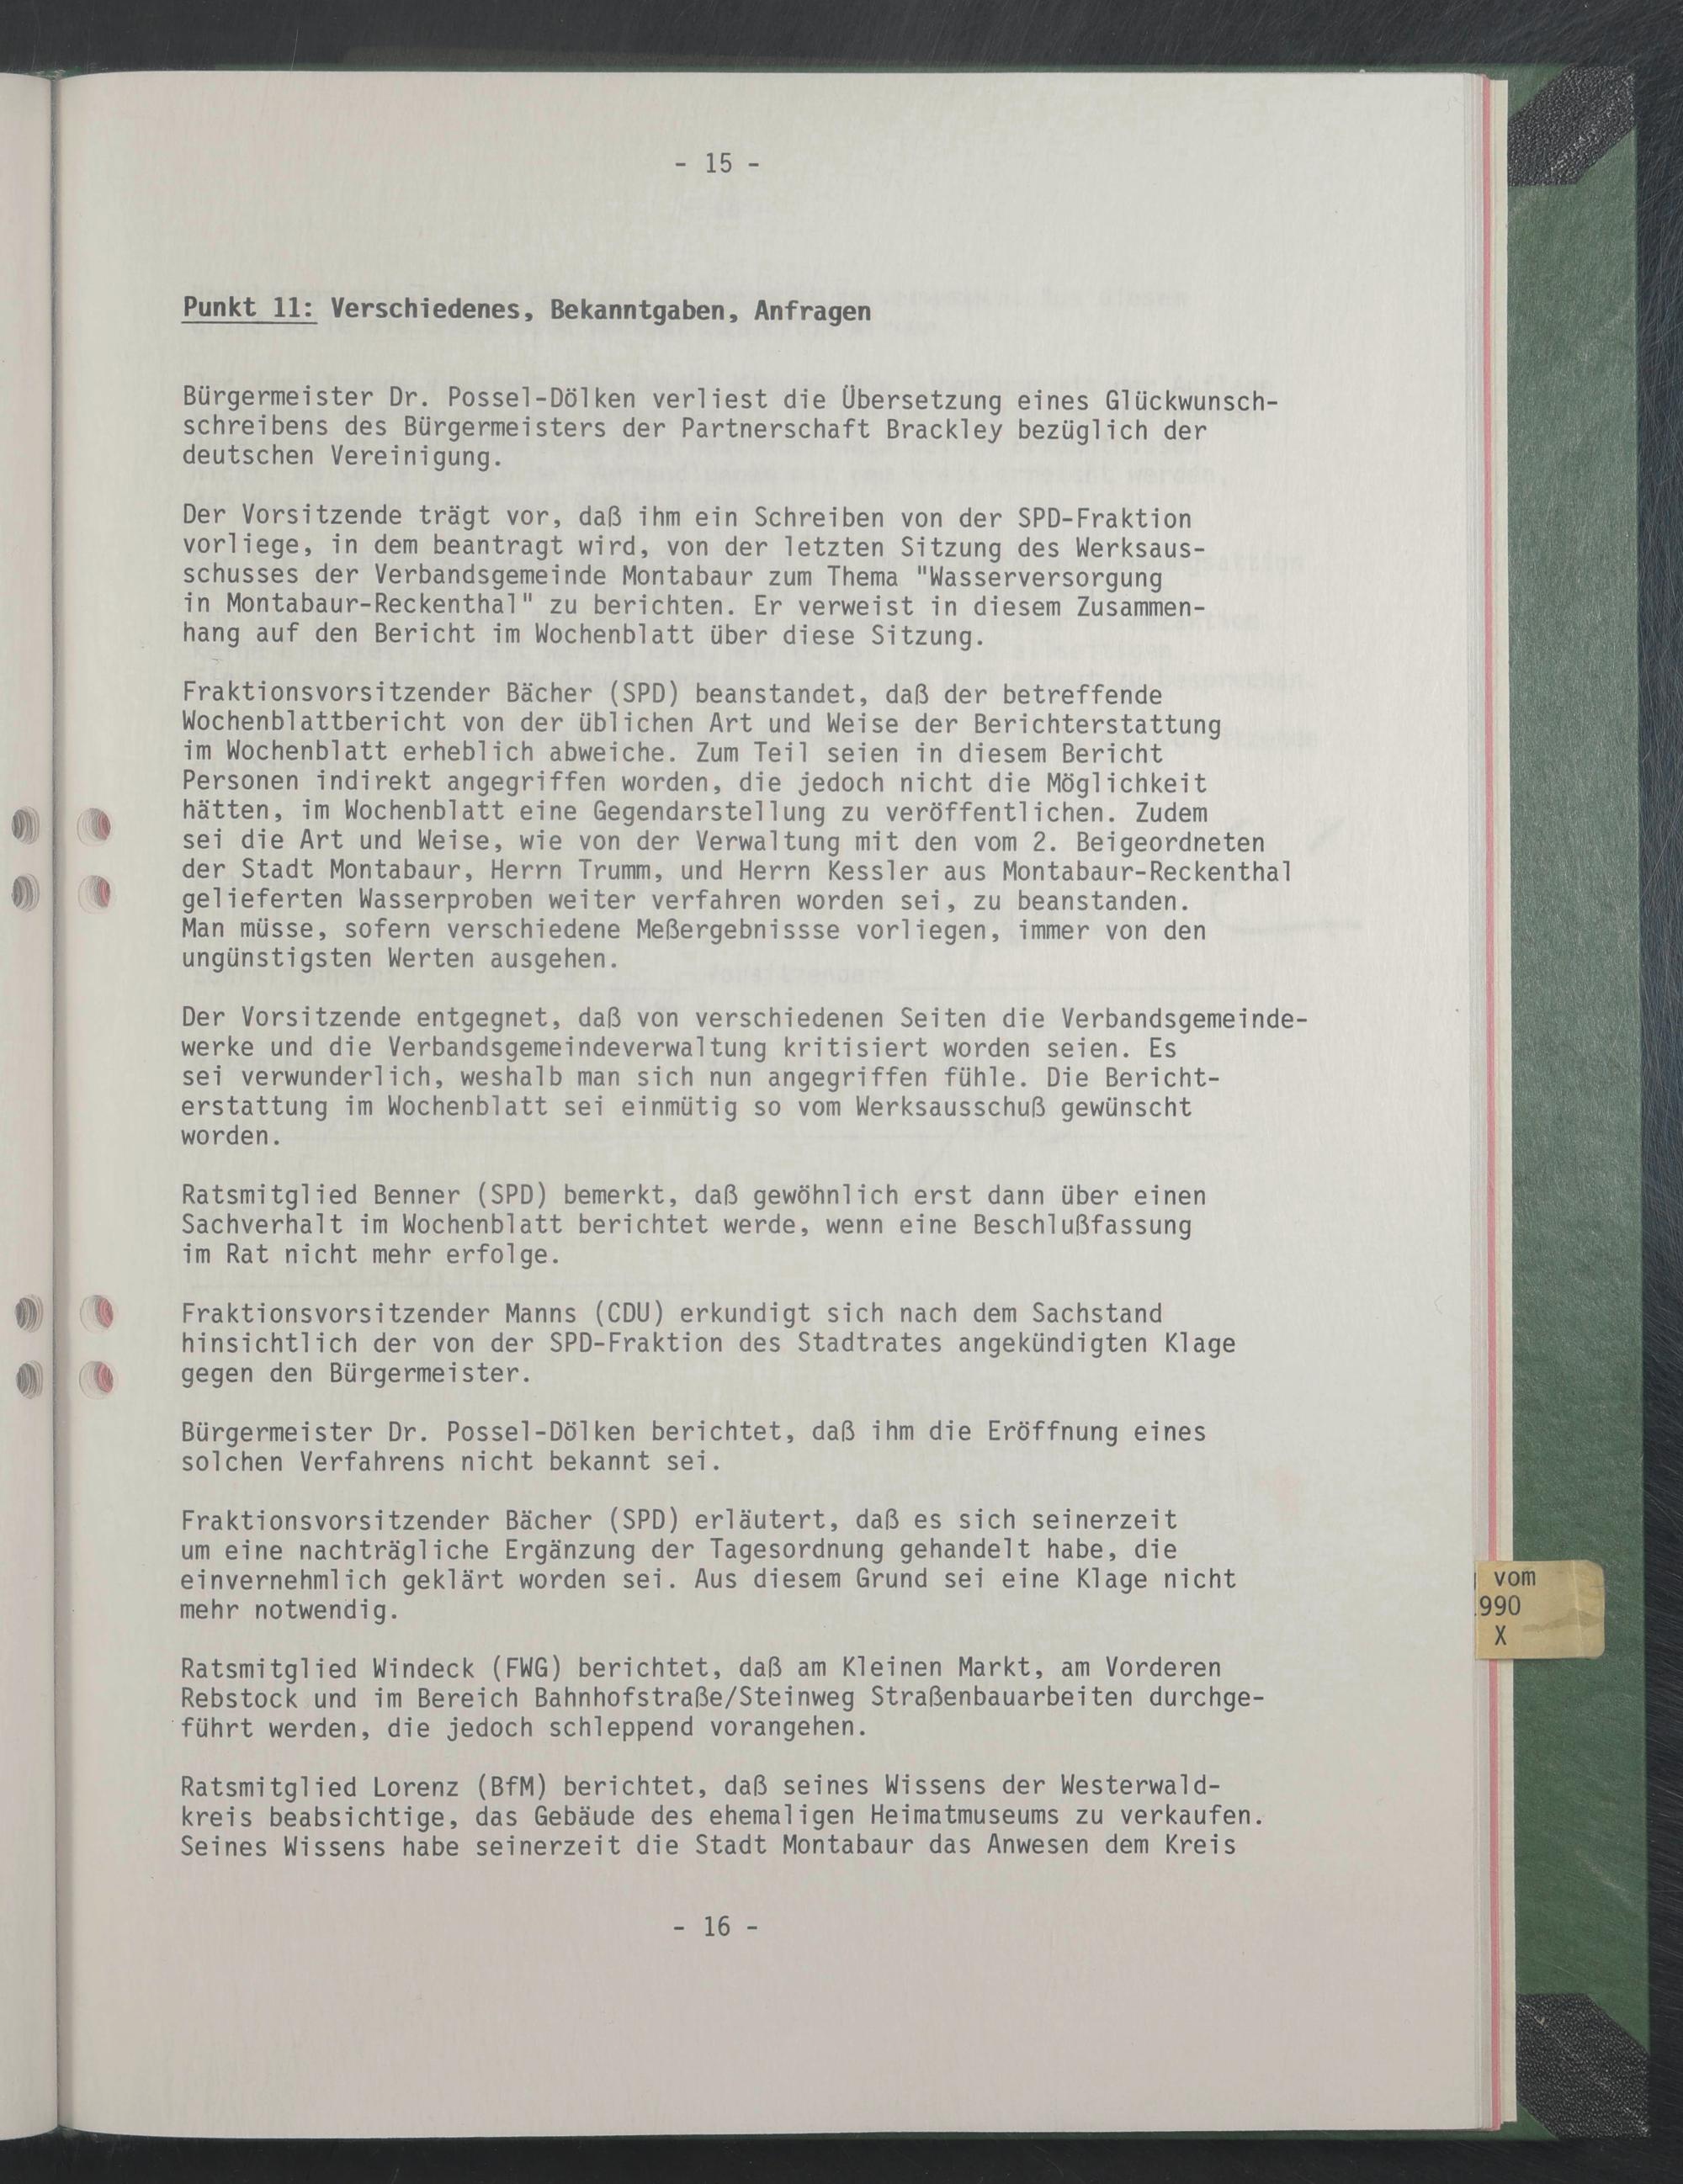 - 15 -
Punkt 11: Verschiedenes, Bekanntgaben, Anfragen
Bürgermeister Dr. Possel-Dölken verliest die Übersetzung eines Glückwunsch-
schreibens des Bürgermeisters der Partnerschaft Brackley bezüglich der
deutschen Vereinigung.
Der Vorsitzende trägt vor, daß ihm ein Schreiben von der SPD-Fraktion
vorliege, in dem beantragt wird, von der letzten Sitzung des Werksaus-
schusses der Verbandsgemeinde Montabaur zum Thema "Wasserversorgung
in Montabaur-Reckenthal" zu berichten. Er verweist in diesem Zusammen-
hang auf den Bericht im Wochenblatt über diese Sitzung.
Fraktionsvorsitzender Bächer (SPD) beanstandet, daß der betreffende
Wochenblattbericht von der üblichen Art und Weise der Berichterstattung
im Wochenblatt erheblich abweiche. Zum Teil seien in diesem Bericht
Personen indirekt angegriffen worden, die jedoch nicht die Möglichkeit
hätten, im Wochenblatt eine Gegendarstellung zu veröffentlichen. Zudem
sei die Art und Weise, wie von der Verwaltung mit den vom 2. Beigeordneten
der Stadt Montabaur, Herrn Trumm, und Herrn Kessler aus Montabaur-Reckenthal
gelieferten Wasserproben weiter verfahren worden sei, zu beanstanden.
Man müsse, sofern verschiedene Meßergebnissse vorliegen, immer von den
ungünstigsten Werten ausgehen.
Der Vorsitzende entgegnet, daß von verschiedenen Seiten die Verbandsgemeinde-
werke und die Verbandsgemeindeverwaltung kritisiert worden seien. Es
sei verwunderlich, weshalb man sich nun angegriffen fühle. Die Bericht-
erstattung im Wochenblatt sei einmütig so vom Werksausschuß gewünscht
worden.
Ratsmitglied Benner (SPD) bemerkt, daß gewöhnlich erst dann über einen
Sachverhalt im Wochenblatt berichtet werde, wenn eine Beschlußfassung
im Rat nicht mehr erfolge.
Fraktionsvorsitzender Manns (CDU) erkundigt sich nach dem Sachstand
hinsichtlich der von der SPD-Fraktion des Stadtrates angekündigten Klage
gegen den Bürgermeister.
Bürgermeister Dr. Possel-Dölken berichtet, daß ihm die Eröffnung eines
solchen Verfahrens nicht bekannt sei.
Fraktionsvorsitzender Bächer (SPD) erläutert, daß es sich seinerzeit
um eine nachträgliche Ergänzung der Tagesordnung gehandelt habe, die
einvernehmlich geklärt worden sei. Aus diesem Grund sei eine Klage nicht
mehr notwendig.
Ratsmitglied Windeck (FWG) berichtet, daß am Kleinen Markt, am Vorderen
Rebstock und im Bereich Bahnhofstraße/Steinweg Straßenbauarbeiten durchge-
führt werden, die jedoch schleppend vorangehen.
Ratsmitglied Lorenz (BfM) berichtet, daß seines Wissens der Westerwald-
kreis beabsichtige, das Gebäude des ehemaligen Heimatmuseums zu verkaufen.
Seines Wissens habe seinerzeit die Stadt Montabaur das Anwesen dem Kreis
- 16 -
vom
990
X